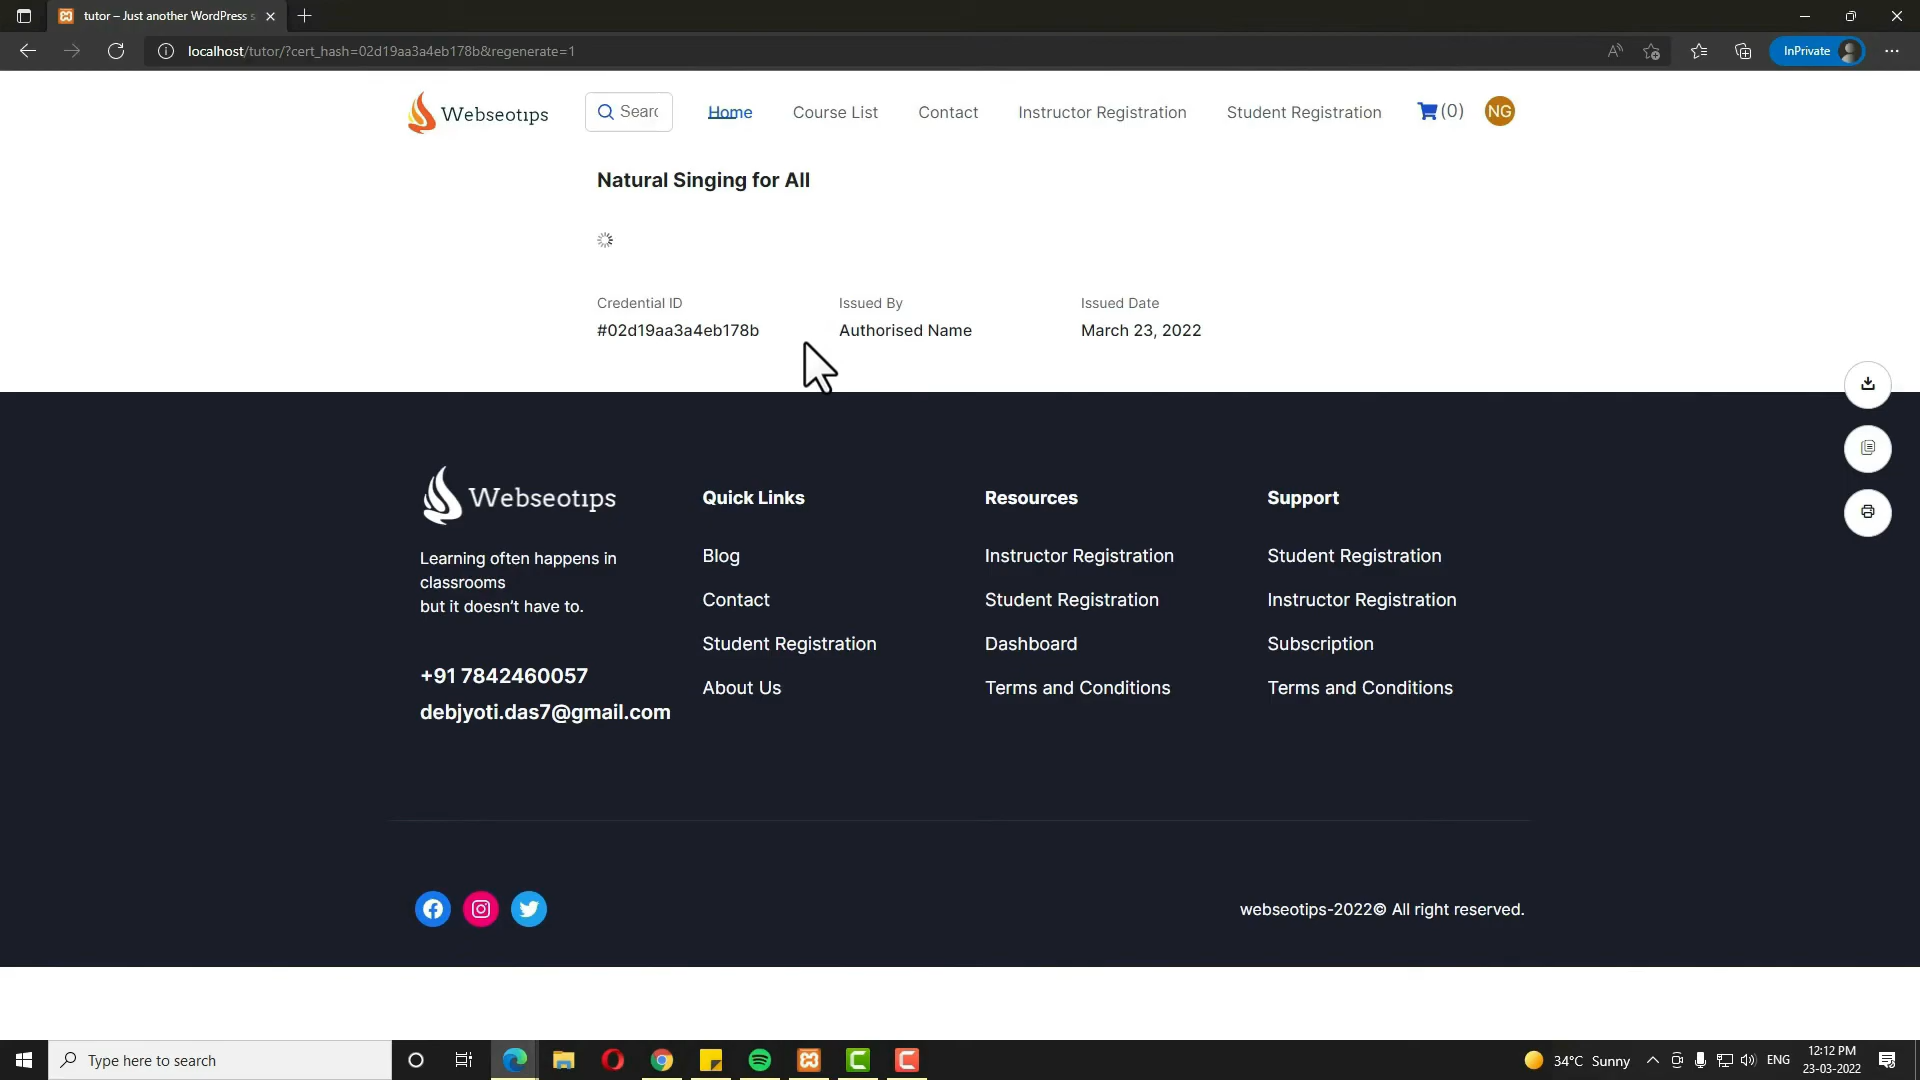 tutor – Just another WordPress s
localhost/tutor/?cert_hash=02d19aa3a4eb178b&regenerate=1
InPrivate
Webseotips
Searc
Home
Course List
Contact
Instructor Registration
Student Registration
(0)
NG
Natural Singing for All
Credential ID
Issued By
Issued Date
#02d19aa3a4eb178b
Authorised Name
March 23, 2022
Webseotips
Learning often happens in
classrooms
but it doesn’t have to.
+91 7842460057
debjyoti.das7@gmail.com
Quick Links
Blog
Contact
Student Registration
About Us
Resources
Instructor Registration
Student Registration
Dashboard
Terms and Conditions
Support
Student Registration
Instructor Registration
Subscription
Terms and Conditions
webseotips-2022© All right reserved.
Type here to search
34°C Sunny
ENG
12:12 PM
23-03-2022